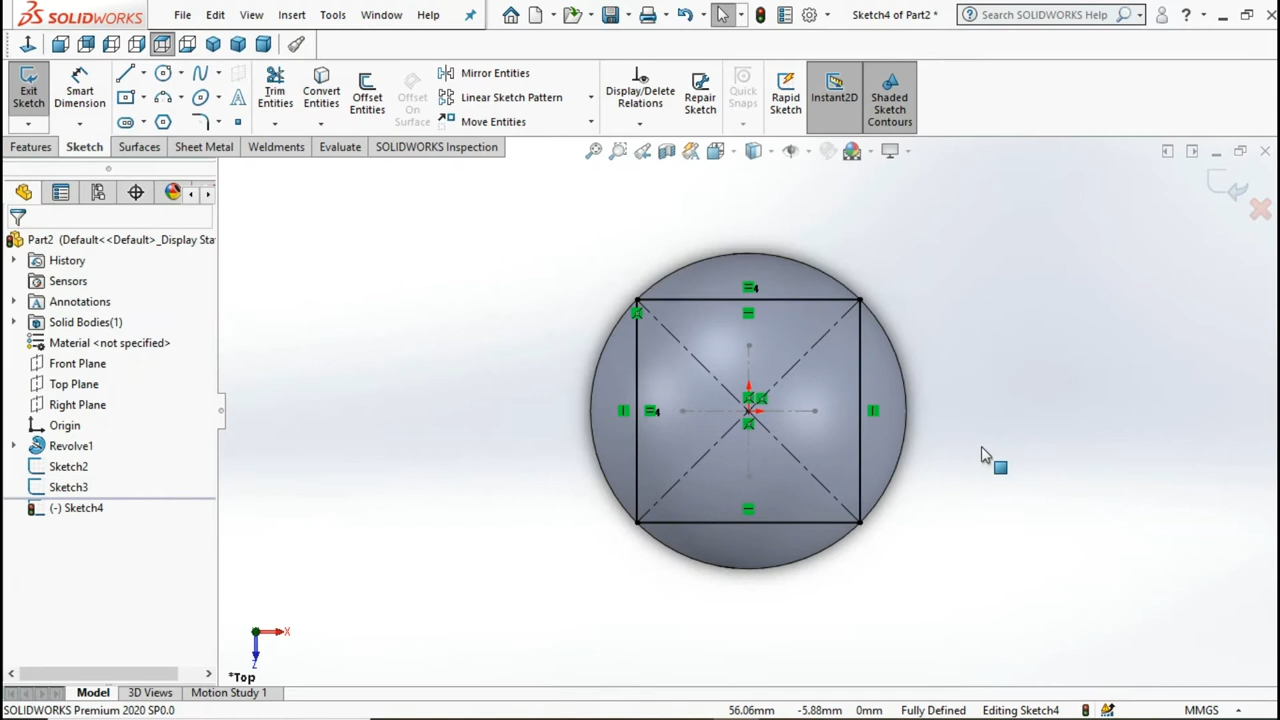 SOLIDWORKS File Edit View Insert Tools Window Help Sketch4 of Part2 * Search SOLIDWORKS Help ?
Exit Sketch
Smart Dimension
Trim Entities
Convert Entities
Offset Entities
Offset On Surface
Mirror Entities
Linear Sketch Pattern
Move Entities
Display/Delete Relations
Repair Sketch
Quick Snaps
Rapid Sketch
Instant2D
Shaded Sketch Contours
Features Sketch Surfaces Sheet Metal Weldments Evaluate SOLIDWORKS Inspection
Part2 (Default<<Default>_Display Sta
History
Sensors
Annotations
Solid Bodies(1)
Material <not specified>
Front Plane
Top Plane
Right Plane
Origin
Revolve1
Sketch2
Sketch3
(-) Sketch4
4
4
X
Z
*Top
Model 3D Views Motion Study 1
SOLIDWORKS Premium 2020 SP0.0 56.06mm -5.88mm 0mm Fully Defined Editing Sketch4 MMGS